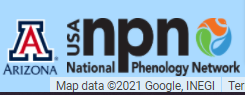 A
ARIZONA
USA
npn
National Phenology Network
Map data ©2021 Google, INEGI